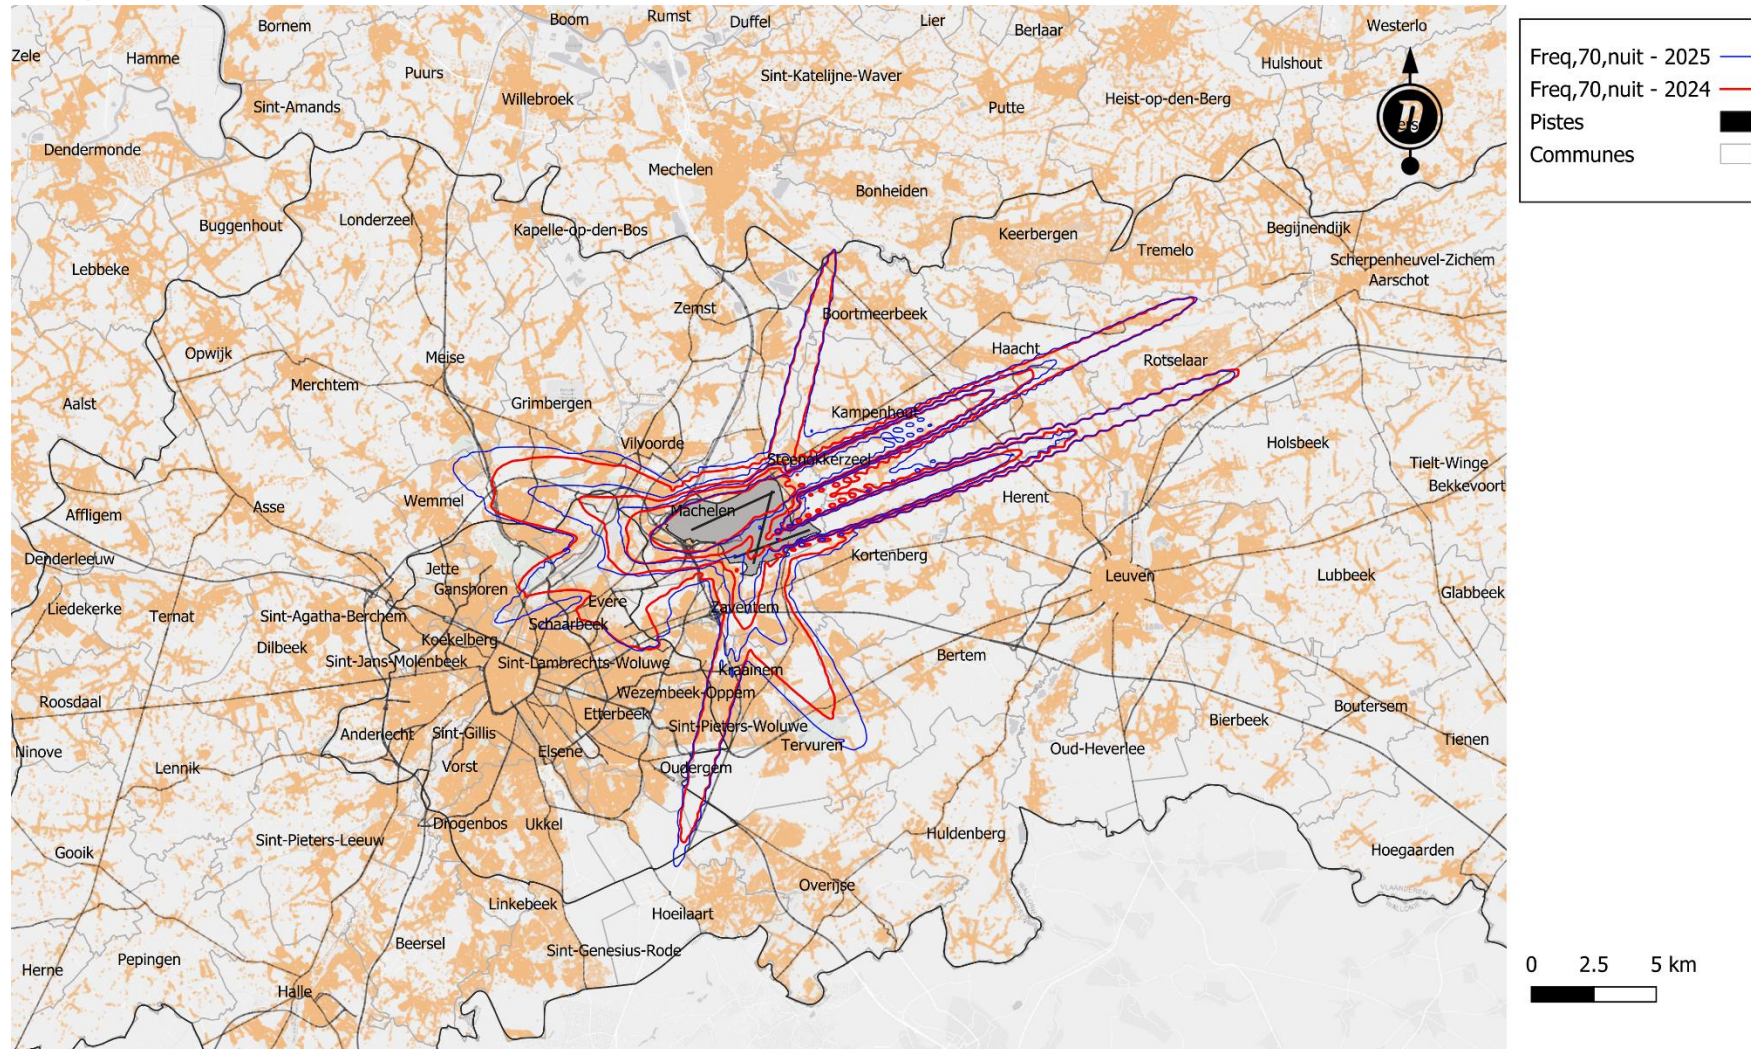 Bornem
Boom
Rumst
Duffel
Lier
Berlaar
Westerlo
Zele
Hamme
Puurs
Sint-Katelijne-Waver
Hulshout
Freq,70,nuit - 2025
Freq,70,nuit - 2024
Pistes
Communes
Sint-Amands
Willebroek
Putte
Heist-op-den-Berg
Dendermonde
Mechelen
Bonheiden
Buggenhout
Londerzeel
Kapelle-op-den-Bos
Keerbergen
Begijnendijk
Tremelo
Lebbeke
Scherpenheuvel-Zichem
Aarschot
Zemst
Boortmeerbeek
Opwijk
Meise
Haacht
Rotselaar
Merchtem
Aalst
Grimbergen
Kampenhout
Vilvoorde
Holsbeek
Steenokkerzeel
Tielt-Winge
Bekkevoort
Wemmel
Asse
Machelen
Herent
Affligem
Denderleeuw
Kortenberg
Jette
Ganshoren
Leuven
Lubbeek
Glabbeek
Liedekerke
Ternat
Sint-Agatha-Berchem
Evere
Zaventem
Schaarbeek
Dilbeek
Koekelberg
Sint-Jans-Molenbeek
Sint-Lambrechts-Woluwe
Kraainem
Bertem
Roosdaal
Wezembeek-Oppem
Etterbeek
Sint-Pieters-Woluwe
Bierbeek
Boutersem
Anderlecht
Sint-Gillis
Tervuren
Oud-Heverlee
Tienen
Ninove
Lennik
Vorst
Elsene
Oudergem
Drogenbos
Ukkel
Sint-Pieters-Leeuw
Huldenberg
Gooik
Hoegaarden
Overijse
VLAANDEREN
WALLONIE
Linkebeek
Hoeilaart
Beersel
Sint-Genesius-Rode
Herne
Pepingen
Halle
0 2.5 5 km